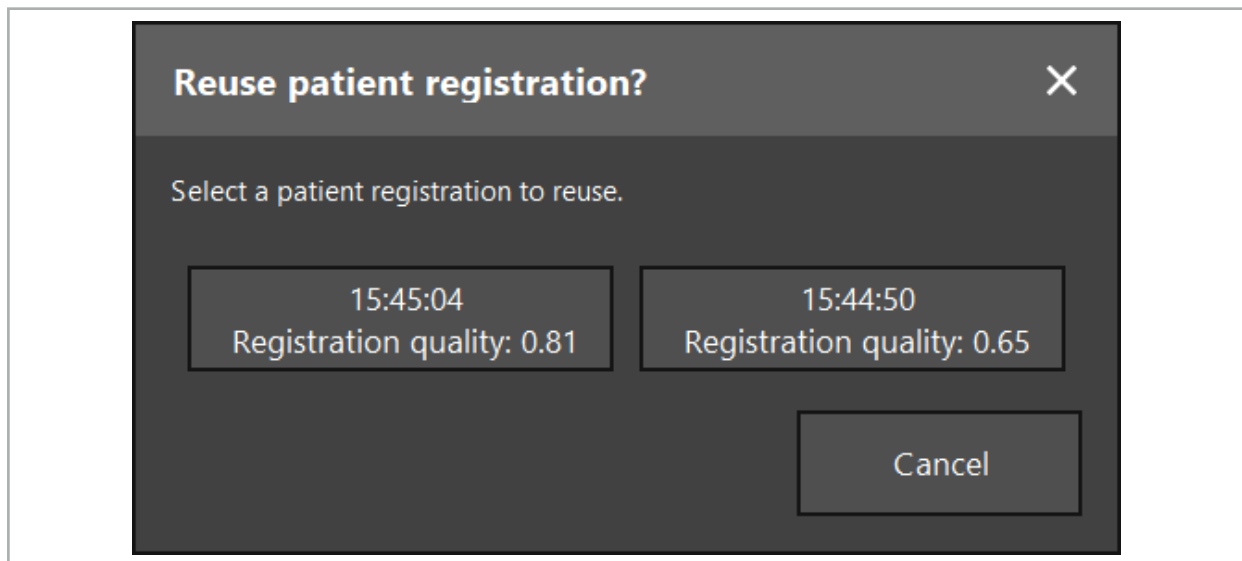 Reuse patient registration?
Select a patient registration to reuse.
15:45:04
Registration quality: 0.81
15:44:50
Registration quality: 0.65
Cancel